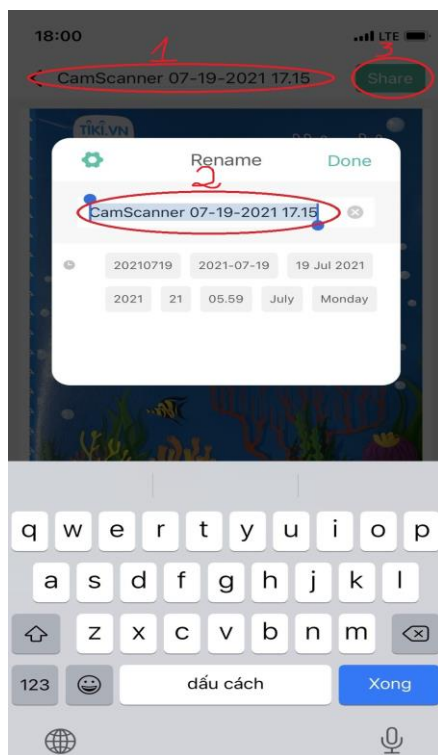 18:00 LTE
1 3
CamScanner 07-19-2021 17.15 Share
TIKI.VN
Rename Done
2
CamScanner 07-19-2021 17.15
20210719 2021-07-19 19 Jul 2021
2021 21 05.59 July Monday
q w e r t y u i o p
a s d f g h j k l
z x c v b n m
123 dấu cách Xong